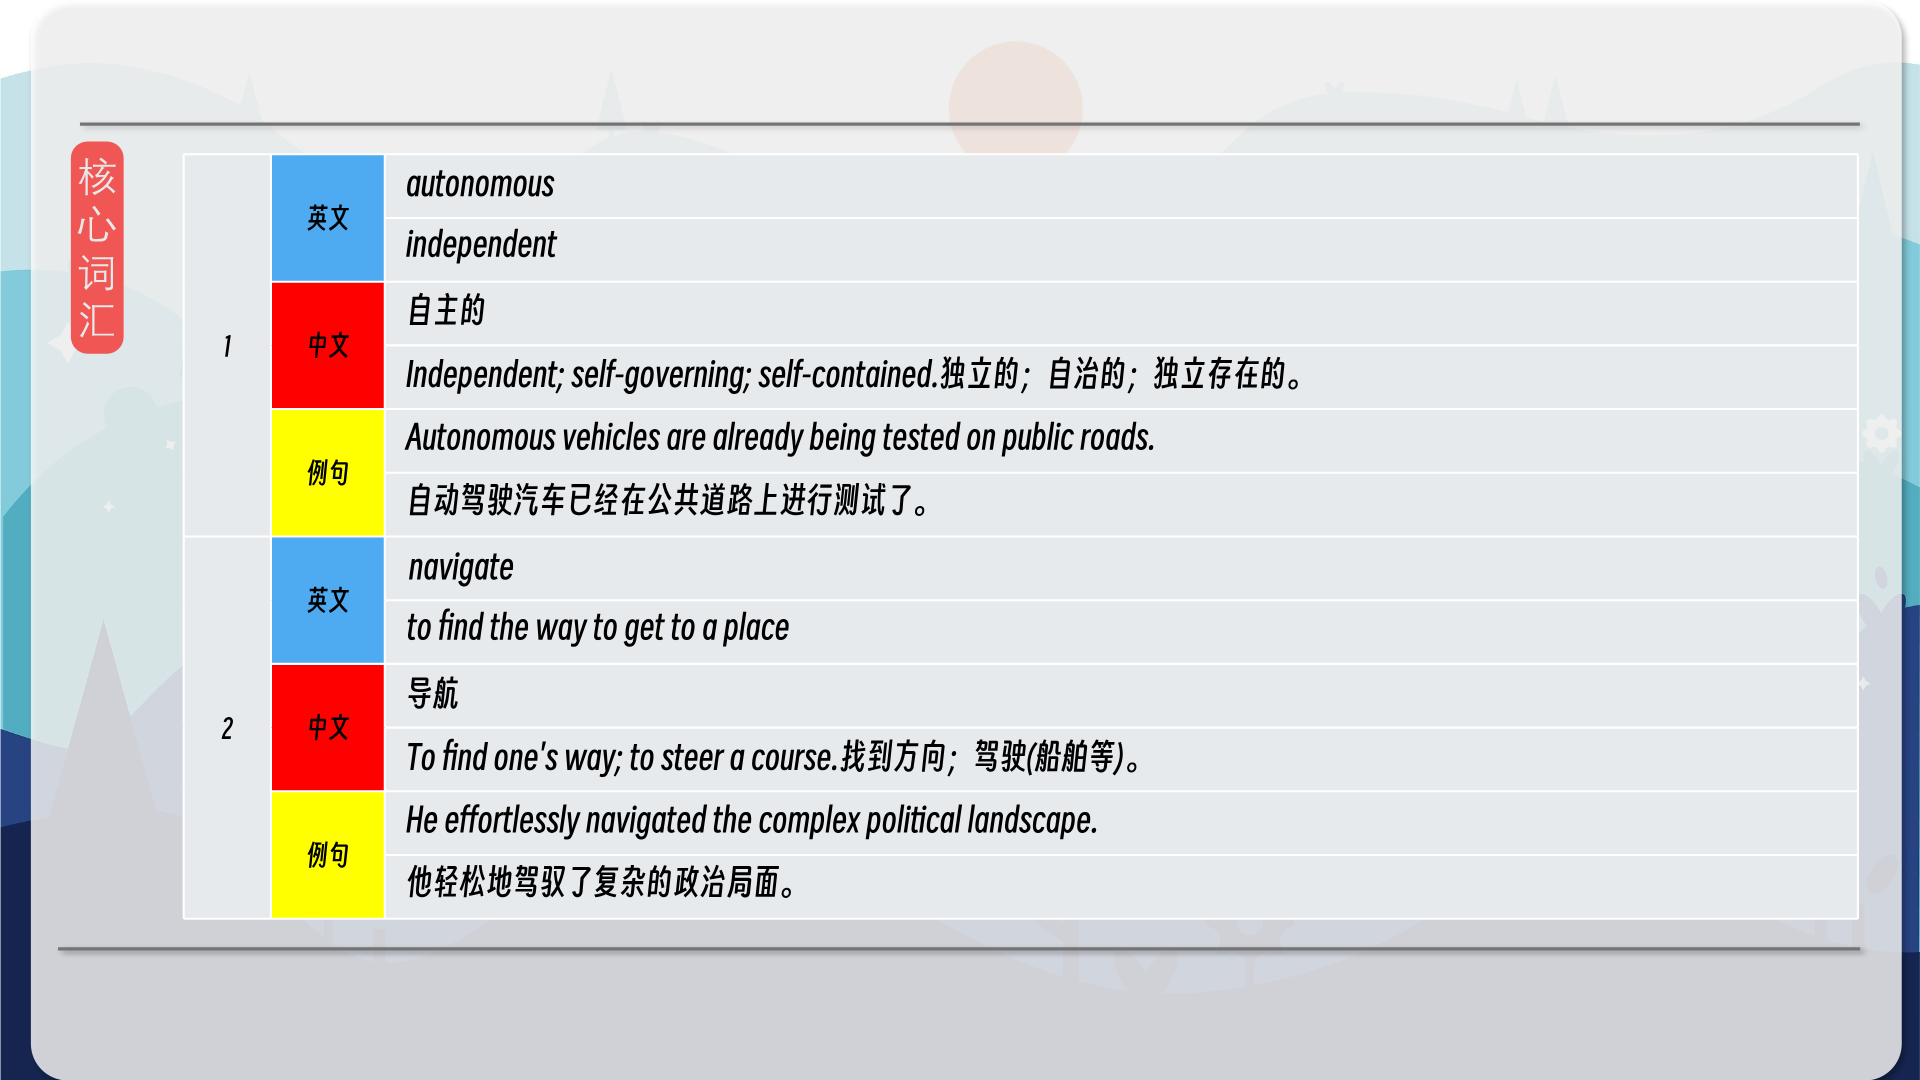 核
心
词
汇
1
英文
autonomous
independent
中文
自主的
Independent; self-governing; self-contained.独立的；自治的；独立存在的。
例句
Autonomous vehicles are already being tested on public roads.
自动驾驶汽车已经在公共道路上进行测试了。
2
英文
navigate
to find the way to get to a place
中文
导航
To find one's way; to steer a course.找到方向；驾驶(船舶等)。
例句
He effortlessly navigated the complex political landscape.
他轻松地驾驭了复杂的政治局面。